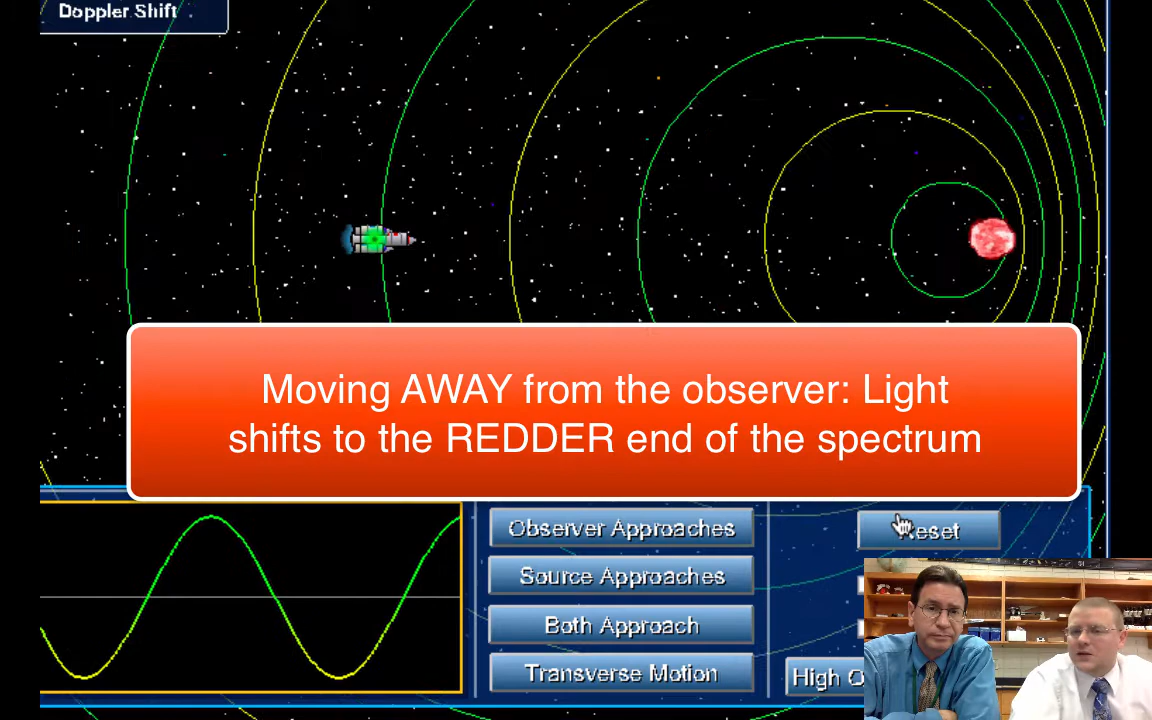 Doppler Shift
Moving AWAY from the observer: Light
shifts to the REDDER end of the spectrum
Observer Approaches
Source Approaches
Both Approach
Transverse Motion
Reset
High